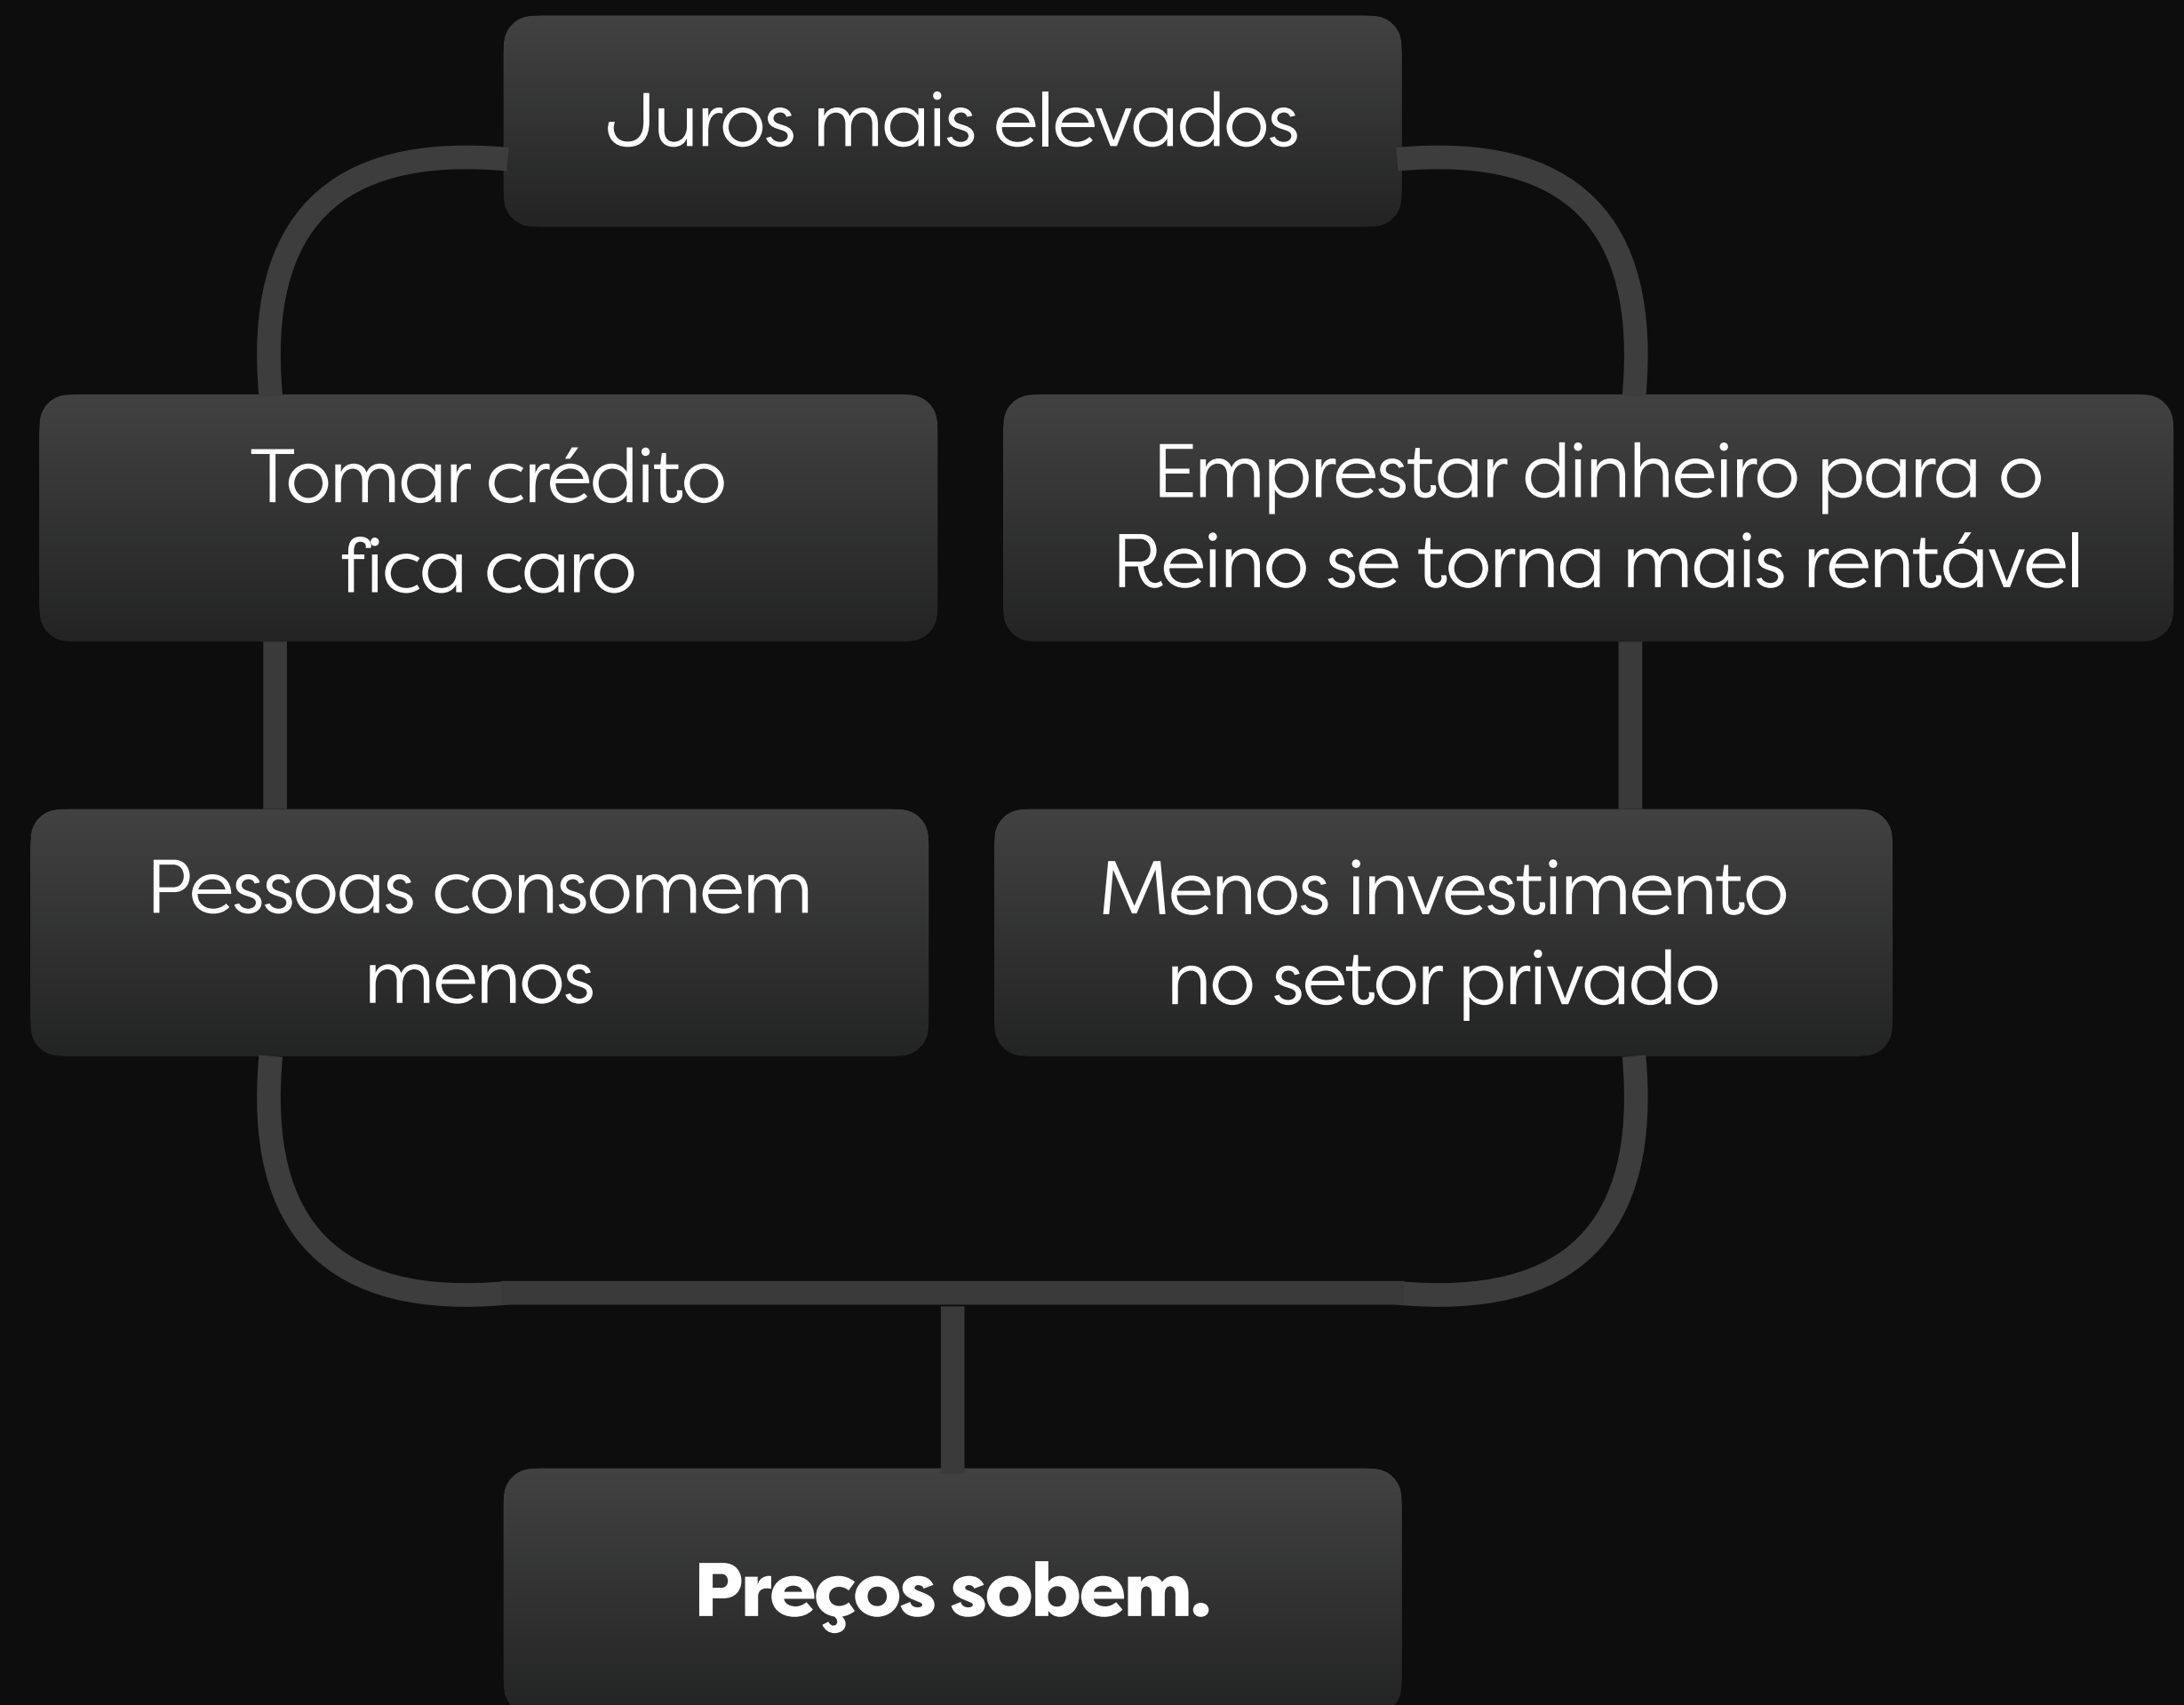 Juros mais elevados
Tomar crédito
fica caro
Emprestar dinheiro para o
Reino se torna mais rentável
Pessoas consomem
menos
Menos investimento
no setor privado
Preços sobem.